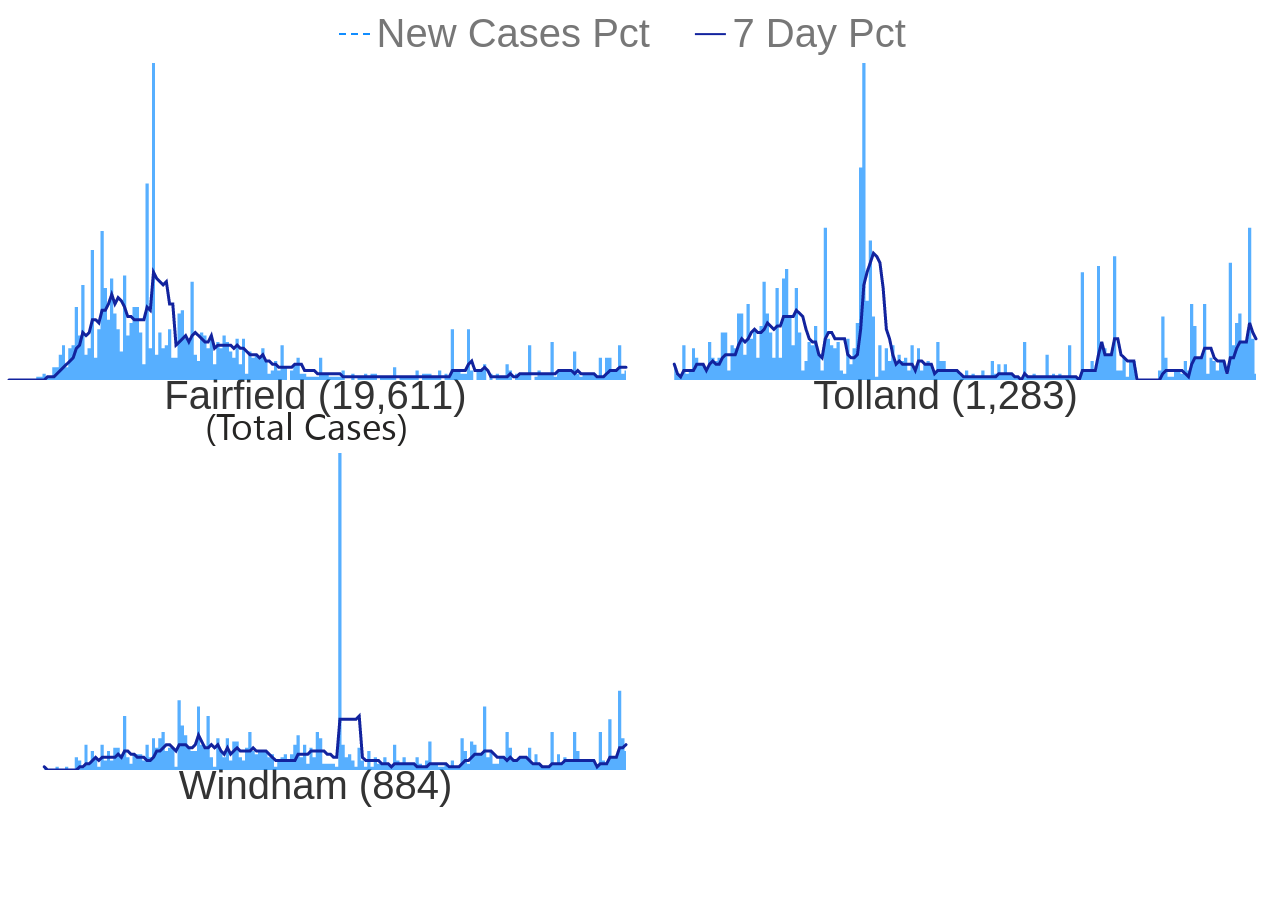 New Cases Pct 7 Day Pct
Fairfield (19,611)
(Total Cases)
Tolland (1,283)
Windham (884)